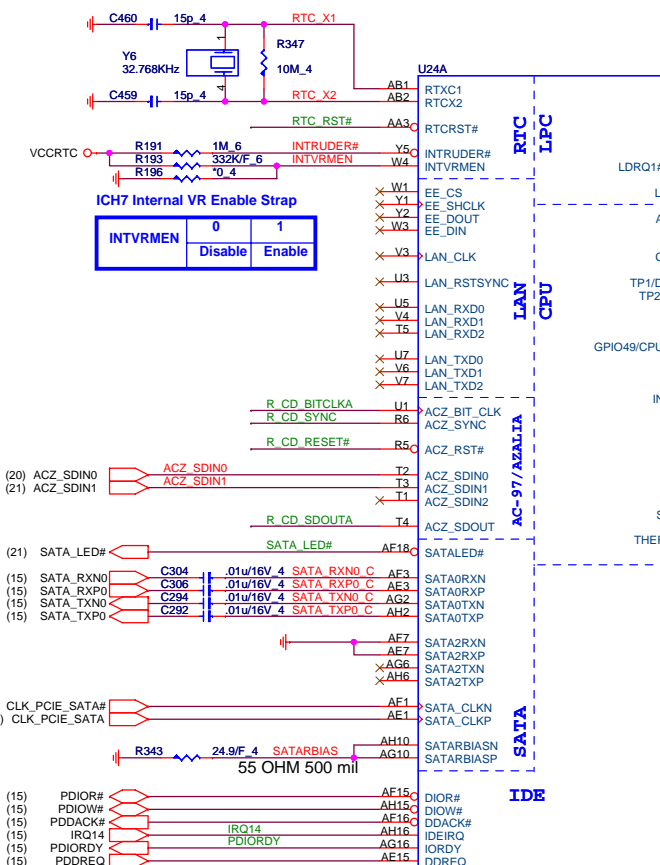 C460 15p_4 RTC_X1
R347
U24A
Y6
32.768KHz
1
4
10M_4
AB1 RTXC1
C459 15p_4 RTC_X2 AB2 RTCX2
RTC_RST# AA3 RTCRST#
RTC LPC
VCCRTC R191 1M_6 INTRUDER# Y5 INTRUDER#
R193 332K/F_6 INTVRMEN W4 INTVRMEN
R196 *0_4
LDRQ1#
ICH7 Internal VR Enable Strap
INTVRMEN 0 1
Disable Enable
W1 EE_CS
Y1 EE_SHCLK
Y2 EE_DOUT
W3 EE_DIN
V3 LAN_CLK
U3 LAN_RSTSYNC
LAN CPU
TP1/D
TP2
U5 LAN_RXD0
V4 LAN_RXD1
T5 LAN_RXD2
GPIO49/CPU
U7 LAN_TXD0
V6 LAN_TXD1
V7 LAN_TXD2
IN
R_CD_BITCLKA U1 ACZ_BIT_CLK
R_CD_SYNC R6 ACZ_SYNC
R_CD_RESET# R5 ACZ_RST#
AC-97/AZALIA
(20) ACZ_SDIN0 ACZ_SDIN0 T2 ACZ_SDIN0
(21) ACZ_SDIN1 ACZ_SDIN1 T3 ACZ_SDIN1
T1 ACZ_SDIN2
R_CD_SDOUTA T4 ACZ_SDOUT
THER
(21) SATA_LED# SATA_LED# AF18 SATALED#
(15) SATA_RXN0 C304 .01u/16V_4 SATA_RXN0_C AF3 SATA0RXN
(15) SATA_RXP0 C306 .01u/16V_4 SATA_RXP0_C AE3 SATA0RXP
(15) SATA_TXN0 C294 .01u/16V_4 SATA_TXN0_C AG2 SATA0TXN
(15) SATA_TXP0 C292 .01u/16V_4 SATA_TXP0_C AH2 SATA0TXP
AF7 SATA2RXN
AE7 SATA2RXP
AG6 SATA2TXN
AH6 SATA2TXP
CLK_PCIE_SATA# AF1 SATA_CLKN
) CLK_PCIE_SATA AE1 SATA_CLKP
SATA
AH10 SATARBIASN
R343 24.9/F_4 SATARBIAS AG10 SATARBIASP
55 OHM 500 mil
IDE
(15) PDIOR# AF15 DIOR#
(15) PDIOW# AH15 DIOW#
(15) PDDACK# AF16 DDACK#
(15) IRQ14 IRQ14 AH16 IDEIRQ
(15) PDIORDY PDIORDY AG16 IORDY
(15) PDDREQ AE15 DDREQ